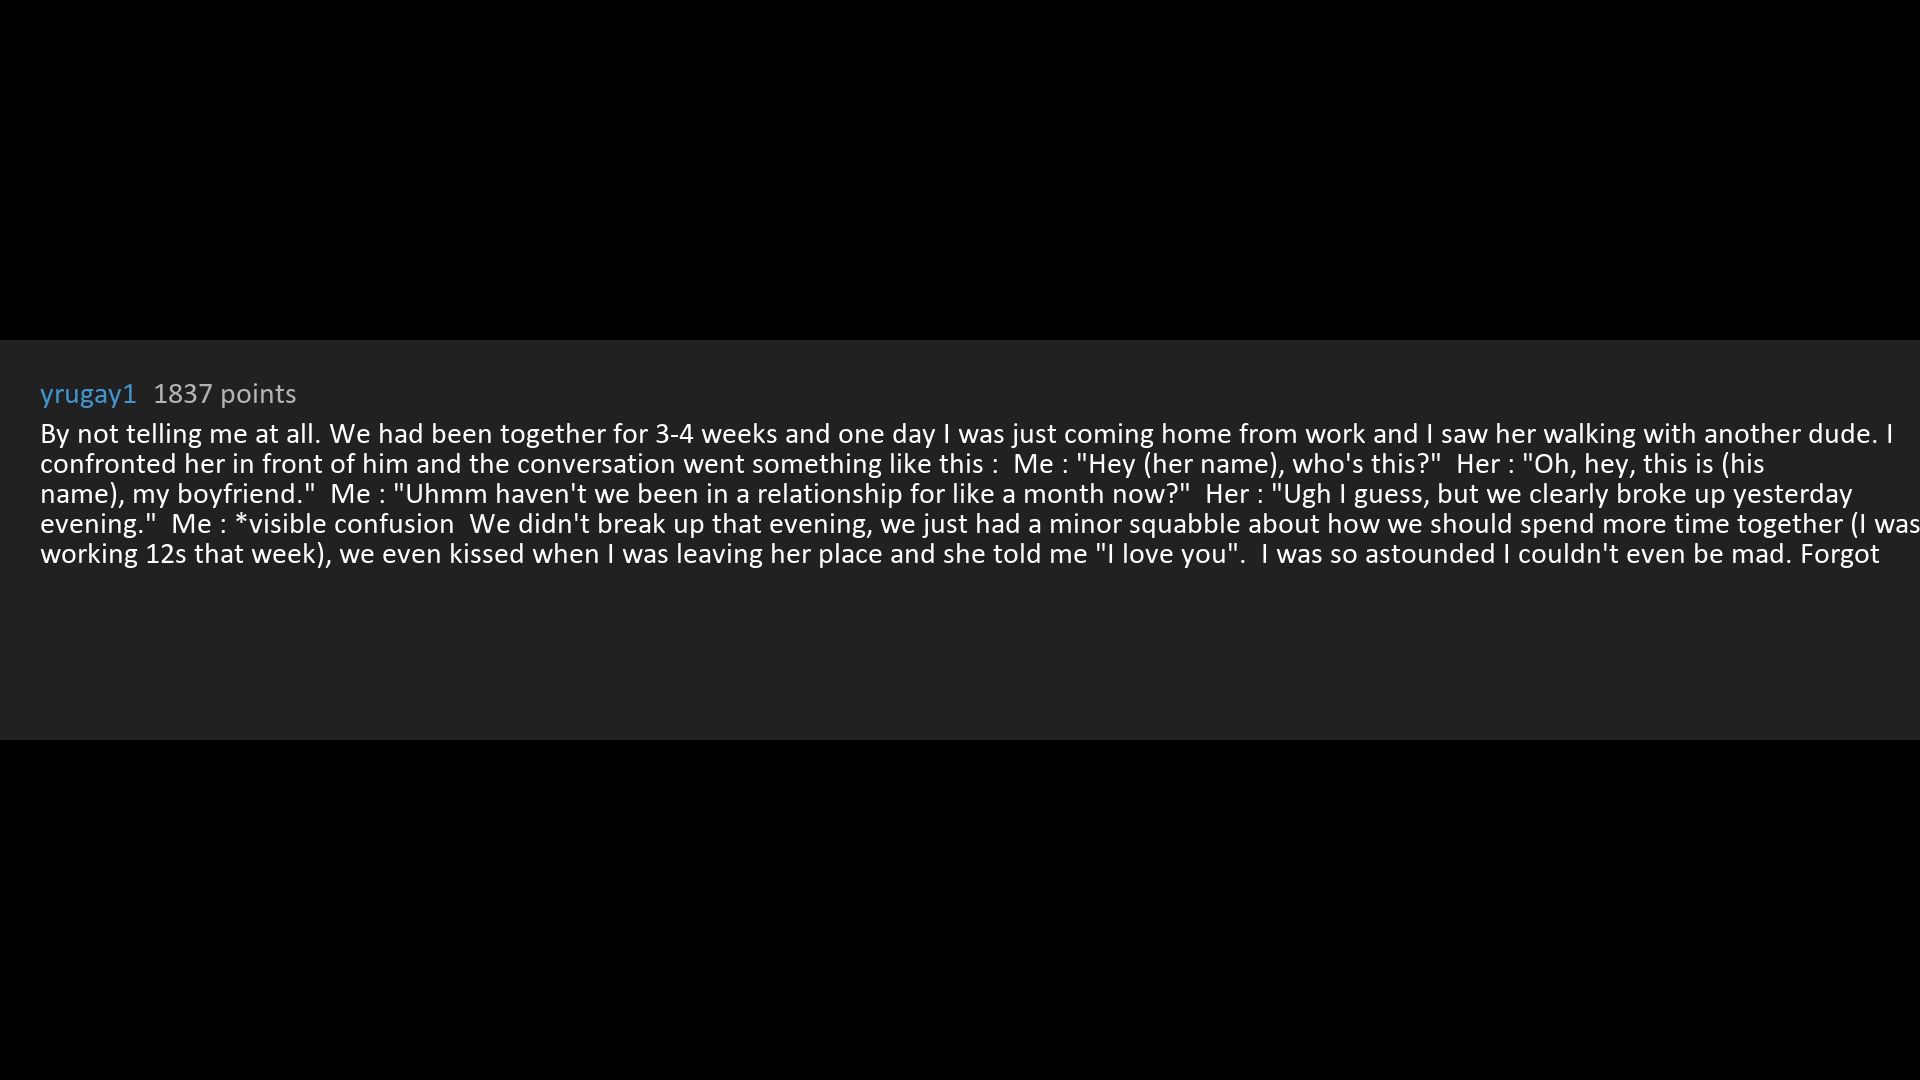 yrugay1 1837 points
By not telling me at all. We had been together for 3-4 weeks and one day I was just coming home from work and I saw her walking with another dude. I
confronted her in front of him and the conversation went something like this :  Me : "Hey (her name), who's this?"  Her : "Oh, hey, this is (his
name), my boyfriend."  Me : "Uhmm haven't we been in a relationship for like a month now?"  Her : "Ugh I guess, but we clearly broke up yesterday
evening."  Me : *visible confusion  We didn't break up that evening, we just had a minor squabble about how we should spend more time together (I was
working 12s that week), we even kissed when I was leaving her place and she told me "I love you".  I was so astounded I couldn't even be mad. Forgot